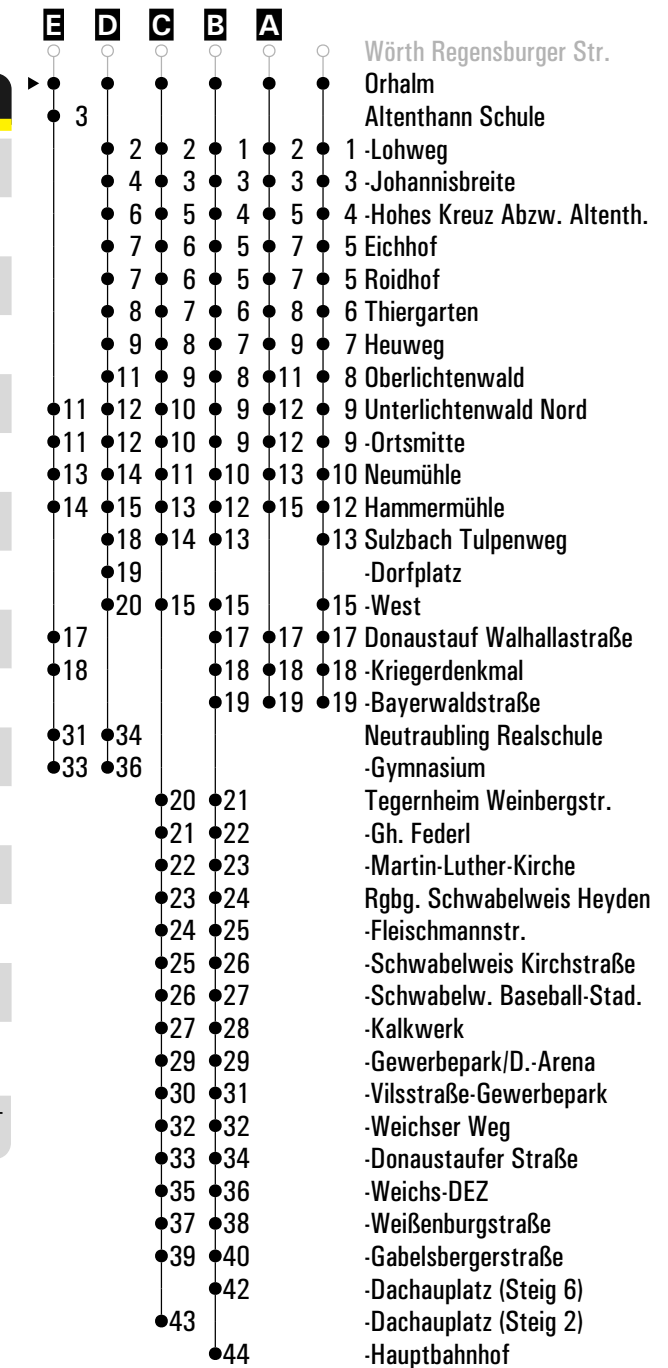 E D C B A
Wörth Regensburger Str.
Orhalm
3 Altenthann Schule
2 2 1 2 1 -Lohweg
4 3 3 3 3 -Johannisbreite
6 5 4 5 4 -Hohes Kreuz Abzw. Altenth.
7 6 5 7 5 Eichhof
7 6 5 7 5 Roidhof
8 7 6 8 6 Thiergarten
9 8 7 9 7 Heuweg
11 9 8 11 8 Oberlichtenwald
11 12 10 9 12 9 Unterlichtenwald Nord
11 12 10 9 12 9 -Ortsmitte
13 14 11 10 13 10 Neumühle
14 15 13 12 15 12 Hammermühle
18 14 13 13 Sulzbach Tulpenweg
19 -Dorfplatz
20 15 15 15 -West
17 17 17 17 Donaustauf Walhallastraße
18 18 18 18 -Kriegerdenkmal
19 19 19 -Bayerwaldstraße
31 34 Neutraubling Realschule
33 36 -Gymnasium
20 21 Tegernheim Weinbergstr.
21 22 -Gh. Federl
22 23 -Martin-Luther-Kirche
23 24 Rgbg. Schwabelweis Heyden
24 25 -Fleischmannstr.
25 26 -Schwabelweis Kirchstraße
26 27 -Schwabelw. Baseball-Stad.
27 28 -Kalkwerk
29 29 -Gewerbepark/D.-Arena
30 31 -Vilsstraße-Gewerbepark
32 32 -Weichser Weg
33 34 -Donaustaufer Straße
35 36 -Weichs-DEZ
37 38 -Weißenburgstraße
39 40 -Gabelsbergerstraße
42 -Dachauplatz (Steig 6)
43 -Dachauplatz (Steig 2)
44 -Hauptbahnhof